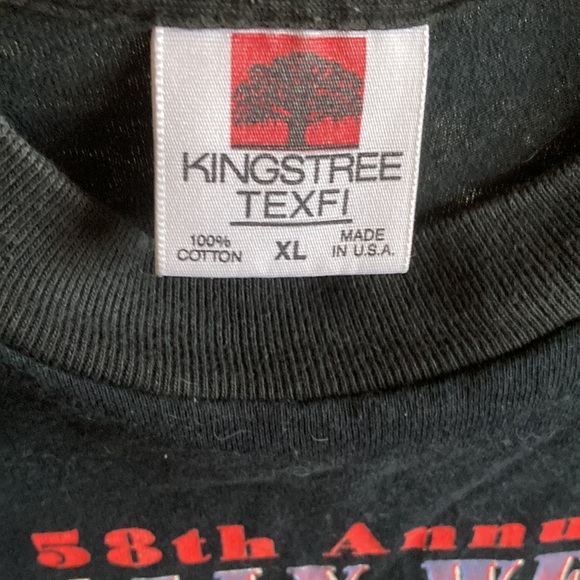 KINGSTREE
TEXFI
100% COTTON XL MADE IN U.S.A.
58th Annu